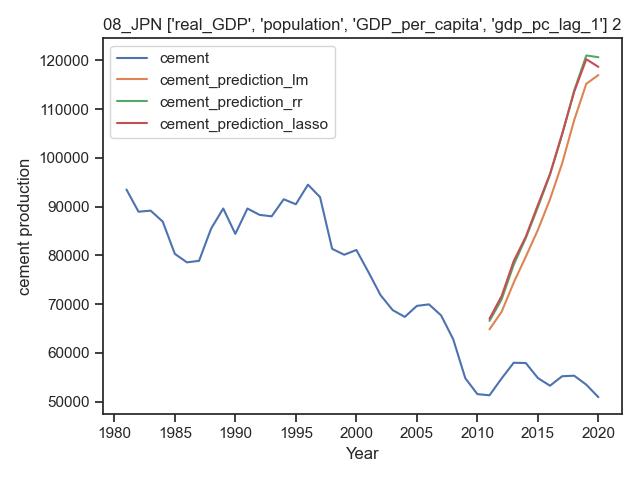 08_JPN ['real_GDP', 'population', 'GDP_per_capita', 'gdp_pc_lag_1'] 2
cement
cement_prediction_lm
cement_prediction_rr
cement_prediction_lasso
120000
110000
100000
90000
80000
70000
60000
50000
cement production
1980 1985 1990 1995 2000 2005 2010 2015 2020
Year